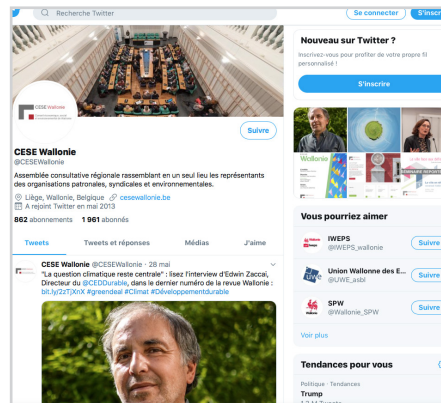 Recherche Twitter
Se connecter
S'inscr
CESE Wallonie
Suivre
CESE Wallonie
@CESEWallonie
Assemblée consultative régionale rassemblant en un seul lieu les représentants
des organisations patronales, syndicales et environnementales.
Liège, Wallonie, Belgique cesewallonie.be
A rejoint Twitter en mai 2013
862 abonnements 1 961 abonnés
Tweets Tweets et réponses Médias J'aime
CESE Wallonie @CESEWallonie · 28 mai
"La question climatique reste centrale" : lisez l'interview d'Edwin Zaccai,
Directeur du @CEDDurable, dans le dernier numéro de la revue Wallonie :
bit.ly/2zTjXnX #greendeal #Climat #Développementdurable
Nouveau sur Twitter ?
Inscrivez-vous pour profiter de votre propre fil
personnalisé !
S'inscrire
Wallonie
Vous pourriez aimer
IWEPS
@IWEPS_wallonie
Suivre
Union Wallonne des E...
@UWE_asbl
Suivre
SPW
@Wallonie_SPW
Suivre
Voir plus
Tendances pour vous
Politique · Tendances
Trump